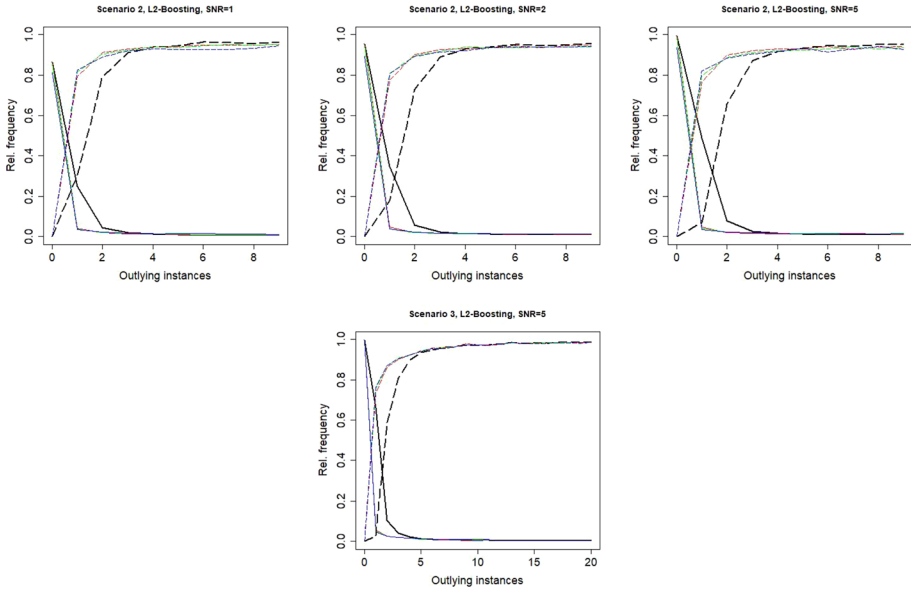 Scenario 2, L2-Boosting, SNR=1
Rel. frequency
0.0 0.2 0.4 0.6 0.8 1.0
0 2 4 6 8
Outlying instances
Scenario 2, L2-Boosting, SNR=2
Rel. frequency
0.0 0.2 0.4 0.6 0.8 1.0
0 2 4 6 8
Outlying instances
Scenario 2, L2-Boosting, SNR=5
Rel. frequency
0.0 0.2 0.4 0.6 0.8 1.0
0 2 4 6 8
Outlying instances
Scenario 3, L2-Boosting, SNR=5
Rel. frequency
0.0 0.2 0.4 0.6 0.8 1.0
0 5 10 15 20
Outlying instances